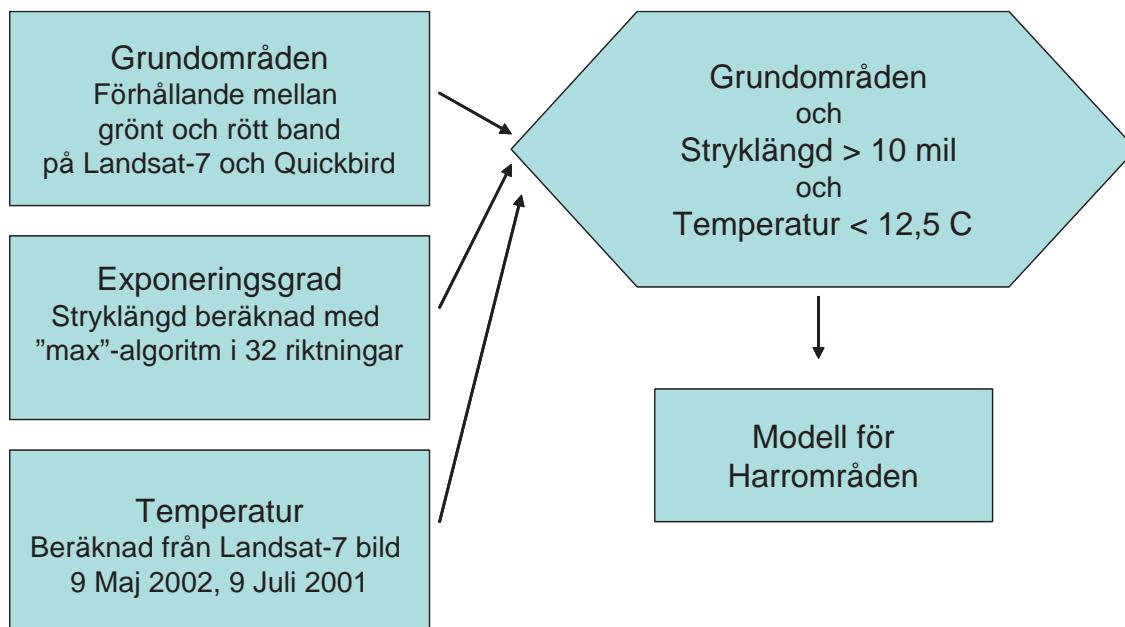 Grundområden
Förhållande mellan
grönt och rött band
på Landsat-7 och Quickbird
Exponeringsgrad
Stryklängd beräknad med
”max”-algoritm i 32 riktningar
Temperatur
Beräknad från Landsat-7 bild
9 Maj 2002, 9 Juli 2001
Grundområden
och
Stryklängd > 10 mil
och
Temperatur < 12,5 C
Modell för
Harrområden